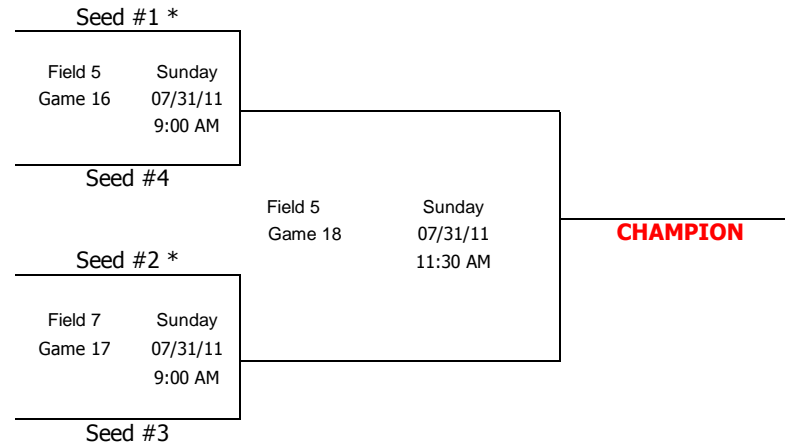 Seed #1 *
Field 5 Sunday
Game 16 07/31/11
9:00 AM
Seed #4
Field 5 Sunday
Game 18 07/31/11
11:30 AM
CHAMPION
Seed #2 *
Field 7 Sunday
Game 17 07/31/11
9:00 AM
Seed #3